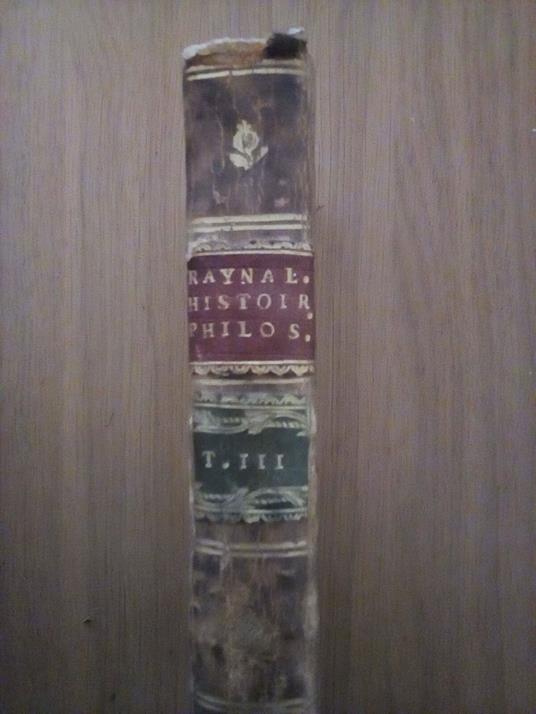 RAYNAL.
HISTOIR.
PHILOS.
T. III